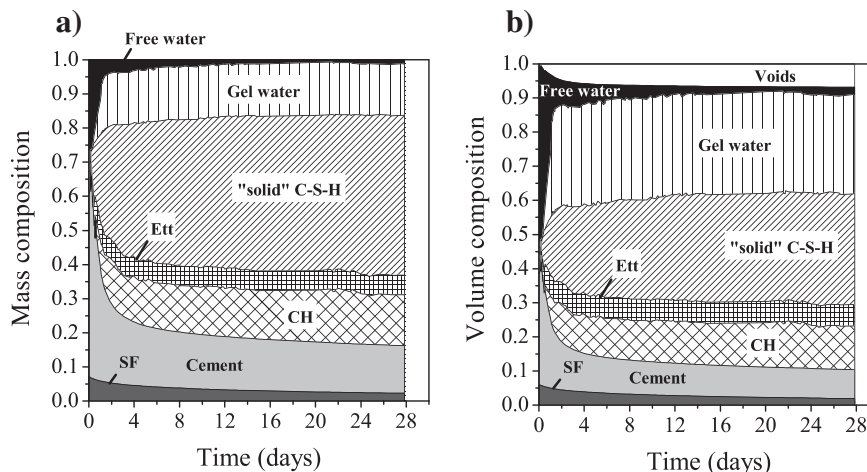 a)
Free water
1.0
0.9
0.8
0.7
0.6
0.5
0.4
0.3
0.2
0.1
0.0
Mass composition
Gel water
"solid" C-S-H
Ett
CH
SF
Cement
0 4 8 12 16 20 24 28
Time (days)
b)
1.0
0.9
0.8
0.7
0.6
0.5
0.4
0.3
0.2
0.1
0.0
Volume composition
Voids
Free water
Gel water
"solid" C-S-H
Ett
CH
SF
Cement
0 4 8 12 16 20 24 28
Time (days)